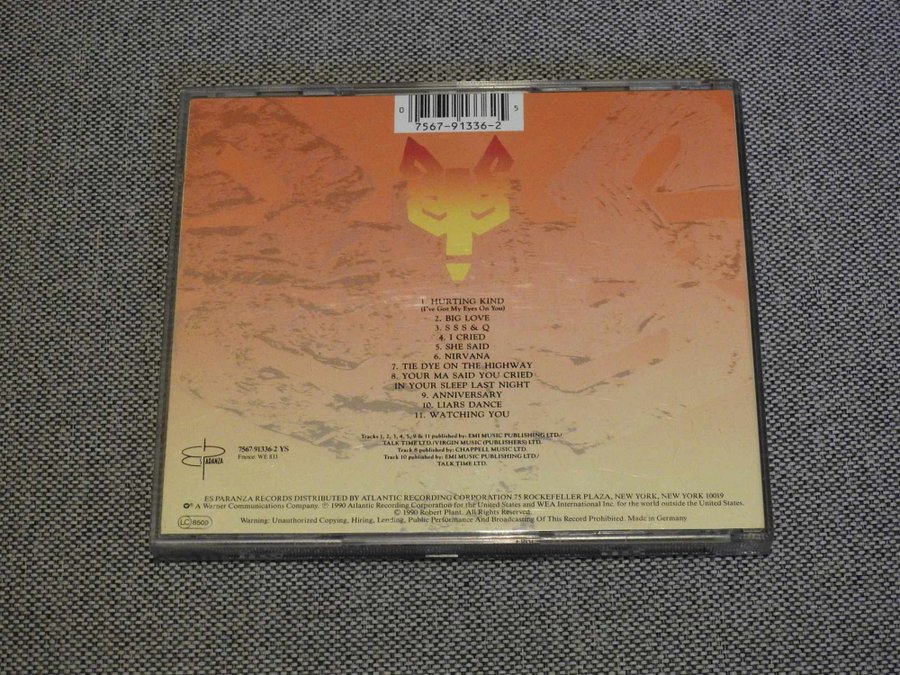 0 5
7567-91336-2
1. HURTING KIND
(I've Got My Eyes On You)
2. BIG LOVE
3. S S S & Q
4. I CRIED
5. SHE SAID
6. NIRVANA
7. TIE DYE ON THE HIGHWAY
8. YOUR MA SAID YOU CRIED
IN YOUR SLEEP LAST NIGHT
9. ANNIVERSARY
10. LIARS DANCE
11. WATCHING YOU
Tracks 1, 2, 3, 4, 5, 9 & 11 published by: EMI MUSIC PUBLISHING LTD./
TALK TIME LTD./VIRGIN MUSIC (PUBLISHERS) LTD.
Track 8 published by: CHAPPELL MUSIC LTD.
Track 10 published by: EMI MUSIC PUBLISHING LTD./
TALK TIME LTD.
ES PARANZA
7567-91336-2 YS
France: WE 833
ES PARANZA RECORDS DISTRIBUTED BY ATLANTIC RECORDING CORPORATION 75 ROCKEFELLER PLAZA, NEW YORK, NEW YORK 10019
A Warner Communications Company. ℗ 1990 Atlantic Recording Corporation for the United States and WEA International Inc. for the world outside the United States.
© 1990 Robert Plant. All Rights Reserved.
LC 8509
Warning: Unauthorized Copying, Hiring, Lending, Public Performance And Broadcasting Of This Record Prohibited. Made in Germany